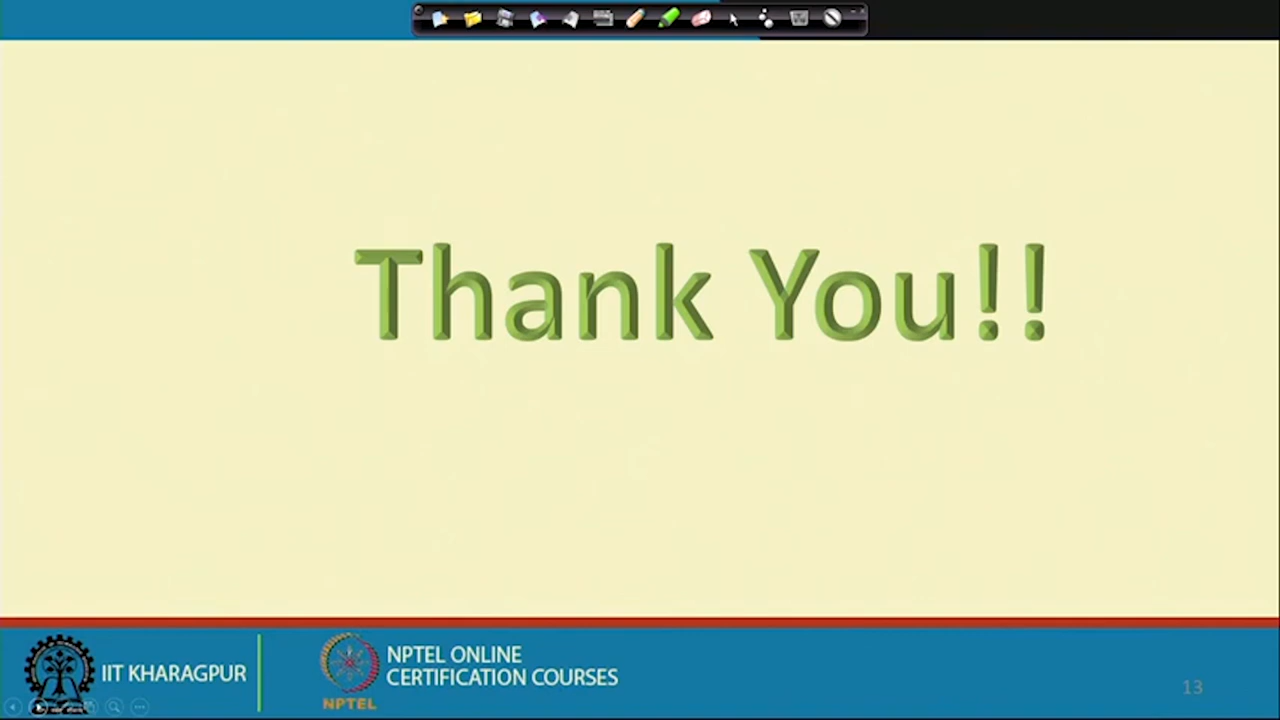 Thank You!!
IIT KHARAGPUR
NPTEL ONLINE
CERTIFICATION COURSES
NPTEL
13